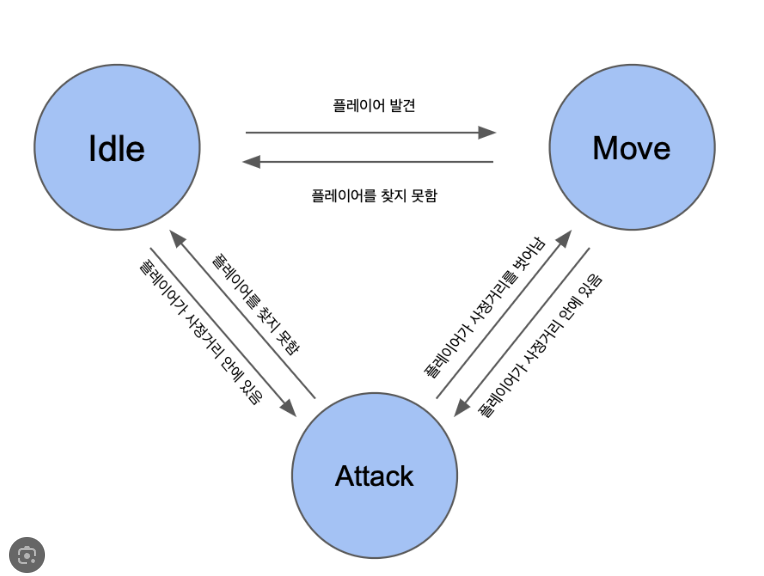 플레이어 발견
Idle
Move
플레이어를 찾지 못함
플레이어를 찾지 못함
플레이어가 사정거리 안에 있음
플레이어가 사정거리를 벗어남
플레이어가 사정거리 안에 있음
Attack